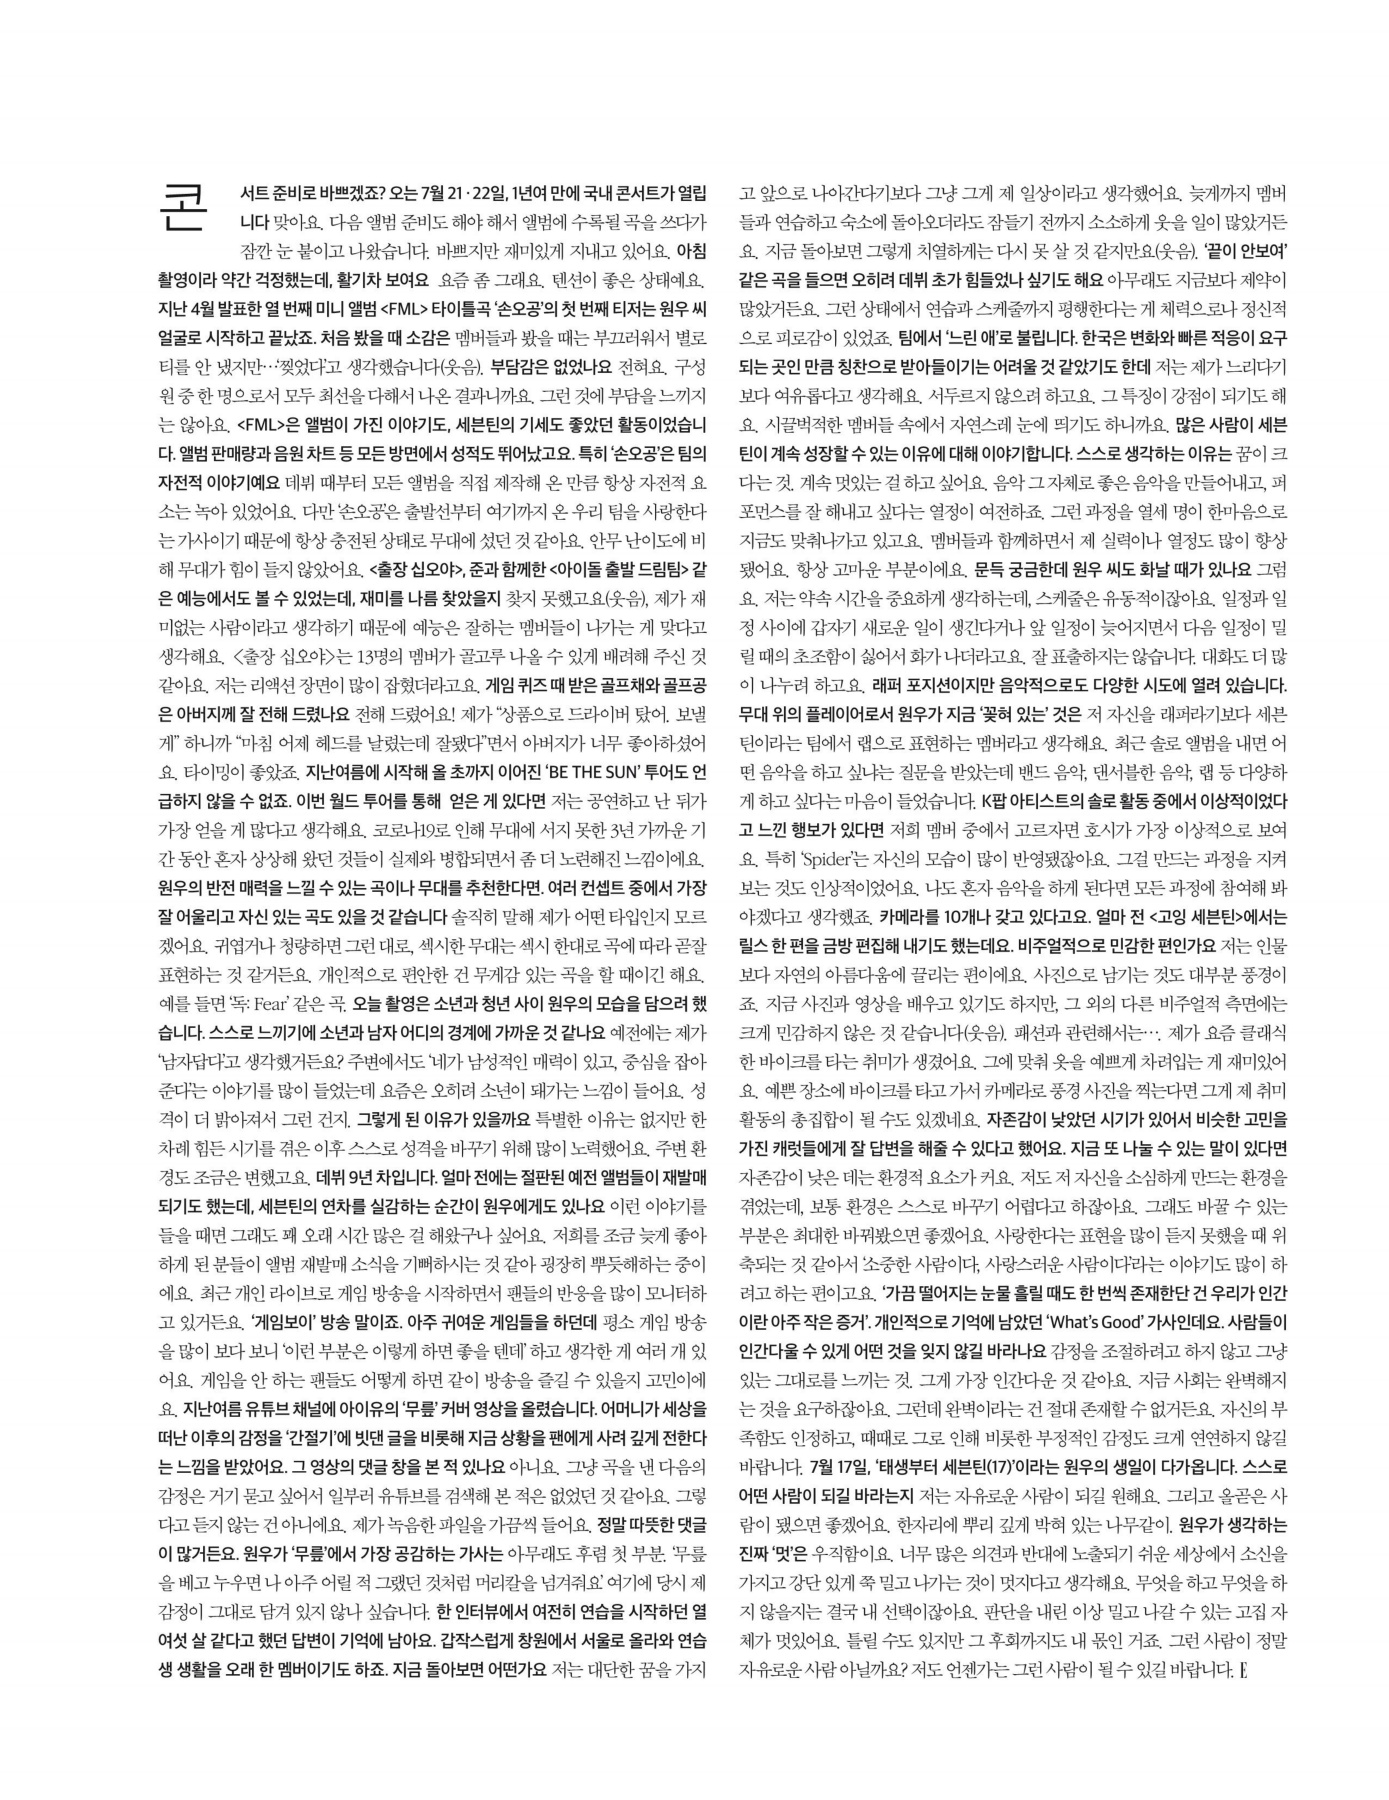 콘서트 준비로 바쁘겠죠? 오는 7월 21·22일, 1년여 만에 국내 콘서트가 열립
니다 맞아요. 다음 앨범 준비도 해야 해서 앨범에 수록될 곡을 쓰다가
잠깐 눈 붙이고 나왔습니다. 바쁘지만 재미있게 지내고 있어요. 아침
촬영이라 약간 걱정했는데, 활기차 보여요 요즘 좀 그래요. 텐션이 좋은 상태예요.
지난 4월 발표한 열 번째 미니 앨범 <FML> 타이틀곡 ‘손오공’의 첫 번째 티저는 원우 씨
얼굴로 시작하고 끝났죠. 처음 봤을 때 소감은 멤버들과 봤을 때는 부끄러워서 별로
티를 안 냈지만…‘찢었다’고 생각했습니다(웃음). 부담감은 없었나요 전혀요. 구성
원 중 한 명으로서 모두 최선을 다해서 나온 결과니까요. 그런 것에 부담을 느끼지
는 않아요. <FML>은 앨범이 가진 이야기도, 세븐틴의 기세도 좋았던 활동이었습니
다. 앨범 판매량과 음원 차트 등 모든 방면에서 성적도 뛰어났고요. 특히 ‘손오공’은 팀의
자전적 이야기예요 데뷔 때부터 모든 앨범을 직접 제작해 온 만큼 항상 자전적 요
소는 녹아 있었어요. 다만 ‘손오공’은 출발선부터 여기까지 온 우리 팀을 사랑한다
는 가사이기 때문에 항상 충전된 상태로 무대에 섰던 것 같아요. 안무 난이도에 비
해 무대가 힘이 들지 않았어요. <출장 십오야>, 준과 함께한 <아이돌 출발 드림팀> 같
은 예능에서도 볼 수 있었는데, 재미를 나름 찾았을지 찾지 못했고요(웃음), 제가 재
미없는 사람이라고 생각하기 때문에 예능은 잘하는 멤버들이 나가는 게 맞다고
생각해요. <출장 십오야>는 13명의 멤버가 골고루 나올 수 있게 배려해 주신 것
같아요. 저는 리액션 장면이 많이 잡혔더라고요. 게임 퀴즈 때 받은 골프채와 골프공
은 아버지께 잘 전해 드렸나요 전해 드렸어요! 제가 “상품으로 드라이버 탔어. 보낼
게” 하니까 “마침 어제 헤드를 날렸는데 잘됐다”면서 아버지가 너무 좋아하셨어
요. 타이밍이 좋았죠. 지난여름에 시작해 올 초까지 이어진 ‘BE THE SUN’ 투어도 언
급하지 않을 수 없죠. 이번 월드 투어를 통해 얻은 게 있다면 저는 공연하고 난 뒤가
가장 얻을 게 많다고 생각해요. 코로나19로 인해 무대에 서지 못한 3년 가까운 기
간 동안 혼자 상상해 왔던 것들이 실제와 병합되면서 좀 더 노련해진 느낌이에요.
원우의 반전 매력을 느낄 수 있는 곡이나 무대를 추천한다면. 여러 컨셉트 중에서 가장
잘 어울리고 자신 있는 곡도 있을 것 같습니다 솔직히 말해 제가 어떤 타입인지 모르
겠어요. 귀엽거나 청량하면 그런 대로, 섹시한 무대는 섹시 한대로 곡에 따라 곧잘
표현하는 것 같거든요. 개인적으로 편안한 건 무게감 있는 곡을 할 때이긴 해요.
예를 들면 ‘독: Fear’ 같은 곡. 오늘 촬영은 소년과 청년 사이 원우의 모습을 담으려 했
습니다. 스스로 느끼기에 소년과 남자 어디의 경계에 가까운 것 같나요 예전에는 제가
‘남자답다’고 생각했거든요? 주변에서도 ‘네가 남성적인 매력이 있고, 중심을 잡아
준다’는 이야기를 많이 들었는데 요즘은 오히려 소년이 돼가는 느낌이 들어요. 성
격이 더 밝아져서 그런 건지. 그렇게 된 이유가 있을까요 특별한 이유는 없지만 한
차례 힘든 시기를 겪은 이후 스스로 성격을 바꾸기 위해 많이 노력했어요. 주변 환
경도 조금은 변했고요. 데뷔 9년 차입니다. 얼마 전에는 절판된 예전 앨범들이 재발매
되기도 했는데, 세븐틴의 연차를 실감하는 순간이 원우에게도 있나요 이런 이야기를
들을 때면 그래도 꽤 오래 시간 많은 걸 해왔구나 싶어요. 저희를 조금 늦게 좋아
하게 된 분들이 앨범 재발매 소식을 기뻐하시는 것 같아 굉장히 뿌듯해하는 중이
에요. 최근 개인 라이브로 게임 방송을 시작하면서 팬들의 반응을 많이 모니터하
고 있거든요. ‘게임보이’ 방송 말이죠. 아주 귀여운 게임들을 하던데 평소 게임 방송
을 많이 보다 보니 ‘이런 부분은 이렇게 하면 좋을 텐데’ 하고 생각한 게 여러 개 있
어요. 게임을 안 하는 팬들도 어떻게 하면 같이 방송을 즐길 수 있을지 고민이에
요. 지난여름 유튜브 채널에 아이유의 ‘무릎’ 커버 영상을 올렸습니다. 어머니가 세상을
떠난 이후의 감정을 ‘간절기’에 빗댄 글을 비롯해 지금 상황을 팬에게 사려 깊게 전한다
는 느낌을 받았어요. 그 영상의 댓글 창을 본 적 있나요 아니요. 그냥 곡을 낸 다음의
감정은 거기 묻고 싶어서 일부러 유튜브를 검색해 본 적은 없었던 것 같아요. 그렇
다고 듣지 않는 건 아니에요. 제가 녹음한 파일을 가끔씩 들어요. 정말 따뜻한 댓글
이 많거든요. 원우가 ‘무릎’에서 가장 공감하는 가사는 아무래도 후렴 첫 부분. ‘무릎
을 베고 누우면 나 아주 어릴 적 그랬던 것처럼 머리칼을 넘겨줘요’ 여기에 당시 제
감정이 그대로 담겨 있지 않나 싶습니다. 한 인터뷰에서 여전히 연습을 시작하던 열
여섯 살 같다고 했던 답변이 기억에 남아요. 갑작스럽게 창원에서 서울로 올라와 연습
생 생활을 오래 한 멤버이기도 하죠. 지금 돌아보면 어떤가요 저는 대단한 꿈을 가지
고 앞으로 나아간다기보다 그냥 그게 제 일상이라고 생각했어요. 늦게까지 멤버
들과 연습하고 숙소에 돌아오더라도 잠들기 전까지 소소하게 웃을 일이 많았거든
요. 지금 돌아보면 그렇게 치열하게는 다시 못 살 것 같지만요(웃음). ‘끝이 안보여’
같은 곡을 들으면 오히려 데뷔 초가 힘들었나 싶기도 해요 아무래도 지금보다 제약이
많았거든요. 그런 상태에서 연습과 스케줄까지 평행한다는 게 체력으로나 정신적
으로 피로감이 있었죠. 팀에서 ‘느린 애’로 불립니다. 한국은 변화와 빠른 적응이 요구
되는 곳인 만큼 칭찬으로 받아들이기는 어려울 것 같았기도 한데 저는 제가 느리다기
보다 여유롭다고 생각해요. 서두르지 않으려 하고요. 그 특징이 강점이 되기도 해
요. 시끌벅적한 멤버들 속에서 자연스레 눈에 띄기도 하니까요. 많은 사람이 세븐
틴이 계속 성장할 수 있는 이유에 대해 이야기합니다. 스스로 생각하는 이유는 꿈이 크
다는 것. 계속 멋있는 걸 하고 싶어요. 음악 그 자체로 좋은 음악을 만들어내고, 퍼
포먼스를 잘 해내고 싶다는 열정이 여전하죠. 그런 과정을 열세 명이 한마음으로
지금도 맞춰나가고 있고요. 멤버들과 함께하면서 제 실력이나 열정도 많이 향상
됐어요. 항상 고마운 부분이에요. 문득 궁금한데 원우 씨도 화날 때가 있나요 그럼
요. 저는 약속 시간을 중요하게 생각하는데, 스케줄은 유동적이잖아요. 일정과 일
정 사이에 갑자기 새로운 일이 생긴다거나 앞 일정이 늦어지면서 다음 일정이 밀
릴 때의 초조함이 싫어서 화가 나더라고요. 잘 표출하지는 않습니다. 대화도 더 많
이 나누려 하고요. 래퍼 포지션이지만 음악적으로도 다양한 시도에 열려 있습니다.
무대 위의 플레이어로서 원우가 지금 ‘꽂혀 있는’ 것은 저 자신을 래퍼라기보다 세븐
틴이라는 팀에서 랩으로 표현하는 멤버라고 생각해요. 최근 솔로 앨범을 내면 어
떤 음악을 하고 싶냐는 질문을 받았는데 밴드 음악, 댄서블한 음악, 랩 등 다양하
게 하고 싶다는 마음이 들었습니다. K팝 아티스트의 솔로 활동 중에서 이상적이었다
고 느낀 행보가 있다면 저희 멤버 중에서 고르자면 호시가 가장 이상적으로 보여
요. 특히 ‘Spider’는 자신의 모습이 많이 반영됐잖아요. 그걸 만드는 과정을 지켜
보는 것도 인상적이었어요. 나도 혼자 음악을 하게 된다면 모든 과정에 참여해 봐
야겠다고 생각했죠. 카메라를 10개나 갖고 있다고요. 얼마 전 <고잉 세븐틴>에서는
릴스 한 편을 금방 편집해 내기도 했는데요. 비주얼적으로 민감한 편인가요 저는 인물
보다 자연의 아름다움에 끌리는 편이에요. 사진으로 남기는 것도 대부분 풍경이
죠. 지금 사진과 영상을 배우고 있기도 하지만, 그 외의 다른 비주얼적 측면에는
크게 민감하지 않은 것 같습니다(웃음). 패션과 관련해서는…. 제가 요즘 클래식
한 바이크를 타는 취미가 생겼어요. 그에 맞춰 옷을 예쁘게 차려입는 게 재미있어
요. 예쁜 장소에 바이크를 타고 가서 카메라로 풍경 사진을 찍는다면 그게 제 취미
활동의 총집합이 될 수도 있겠네요. 자존감이 낮았던 시기가 있어서 비슷한 고민을
가진 캐럿들에게 잘 답변을 해줄 수 있다고 했어요. 지금 또 나눌 수 있는 말이 있다면
자존감이 낮은 데는 환경적 요소가 커요. 저도 저 자신을 소심하게 만드는 환경을
겪었는데, 보통 환경은 스스로 바꾸기 어렵다고 하잖아요. 그래도 바꿀 수 있는
부분은 최대한 바꿔봤으면 좋겠어요. 사랑한다는 표현을 많이 듣지 못했을 때 위
축되는 것 같아서 ‘소중한 사람이다, 사랑스러운 사람이다’라는 이야기도 많이 하
려고 하는 편이고요. ‘가끔 떨어지는 눈물 흘릴 때도 한 번씩 존재한단 건 우리가 인간
이란 아주 작은 증거’. 개인적으로 기억에 남았던 ‘What’s Good’ 가사인데요. 사람들이
인간다울 수 있게 어떤 것을 잊지 않길 바라나요 감정을 조절하려고 하지 않고 그냥
있는 그대로를 느끼는 것. 그게 가장 인간다운 것 같아요. 지금 사회는 완벽해지
는 것을 요구하잖아요. 그런데 완벽이라는 건 절대 존재할 수 없거든요. 자신의 부
족함도 인정하고, 때때로 그로 인해 비롯한 부정적인 감정도 크게 연연하지 않길
바랍니다. 7월 17일, ‘태생부터 세븐틴(17)’이라는 원우의 생일이 다가옵니다. 스스로
어떤 사람이 되길 바라는지 저는 자유로운 사람이 되길 원해요. 그리고 올곧은 사
람이 됐으면 좋겠어요. 한자리에 뿌리 깊게 박혀 있는 나무같이. 원우가 생각하는
진짜 ‘멋’은 우직함이요. 너무 많은 의견과 반대에 노출되기 쉬운 세상에서 소신을
가지고 강단 있게 쭉 밀고 나가는 것이 멋지다고 생각해요. 무엇을 하고 무엇을 하
지 않을지는 결국 내 선택이잖아요. 판단을 내린 이상 밀고 나갈 수 있는 고집 자
체가 멋있어요. 틀릴 수도 있지만 그 후회까지도 내 몫인 거죠. 그런 사람이 정말
자유로운 사람 아닐까요? 저도 언젠가는 그런 사람이 될 수 있길 바랍니다. E